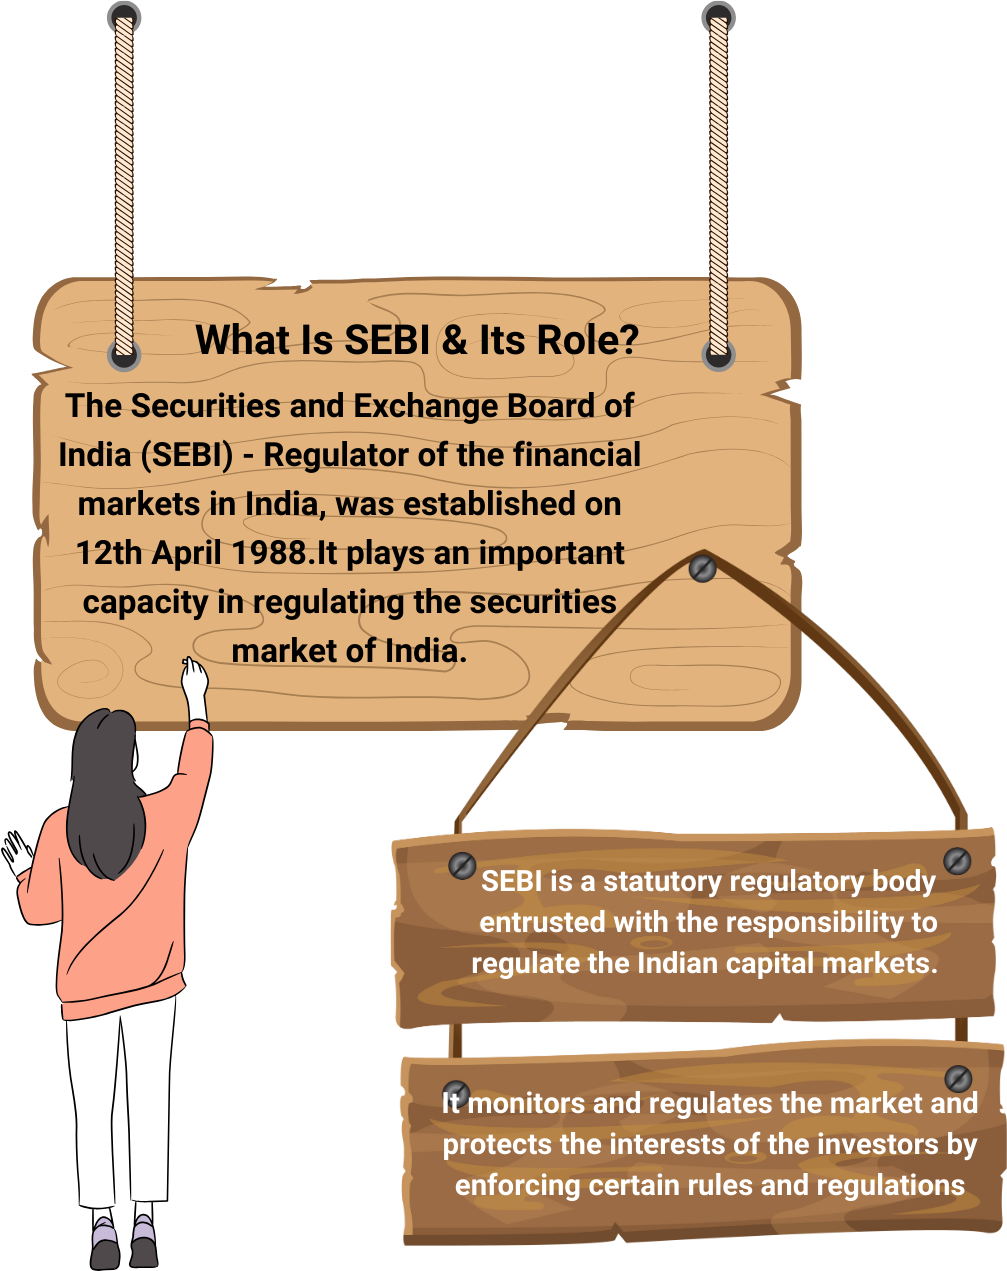 What Is SEBI & Its Role?
The Securities and Exchange Board of
India (SEBI) - Regulator of the financial
markets in India, was established on
12th April 1988.It plays an important
capacity in regulating the securities
market of India.
SEBI is a statutory regulatory body
entrusted with the responsibility to
regulate the Indian capital markets.
It monitors and regulates the market and
protects the interests of the investors by
enforcing certain rules and regulations